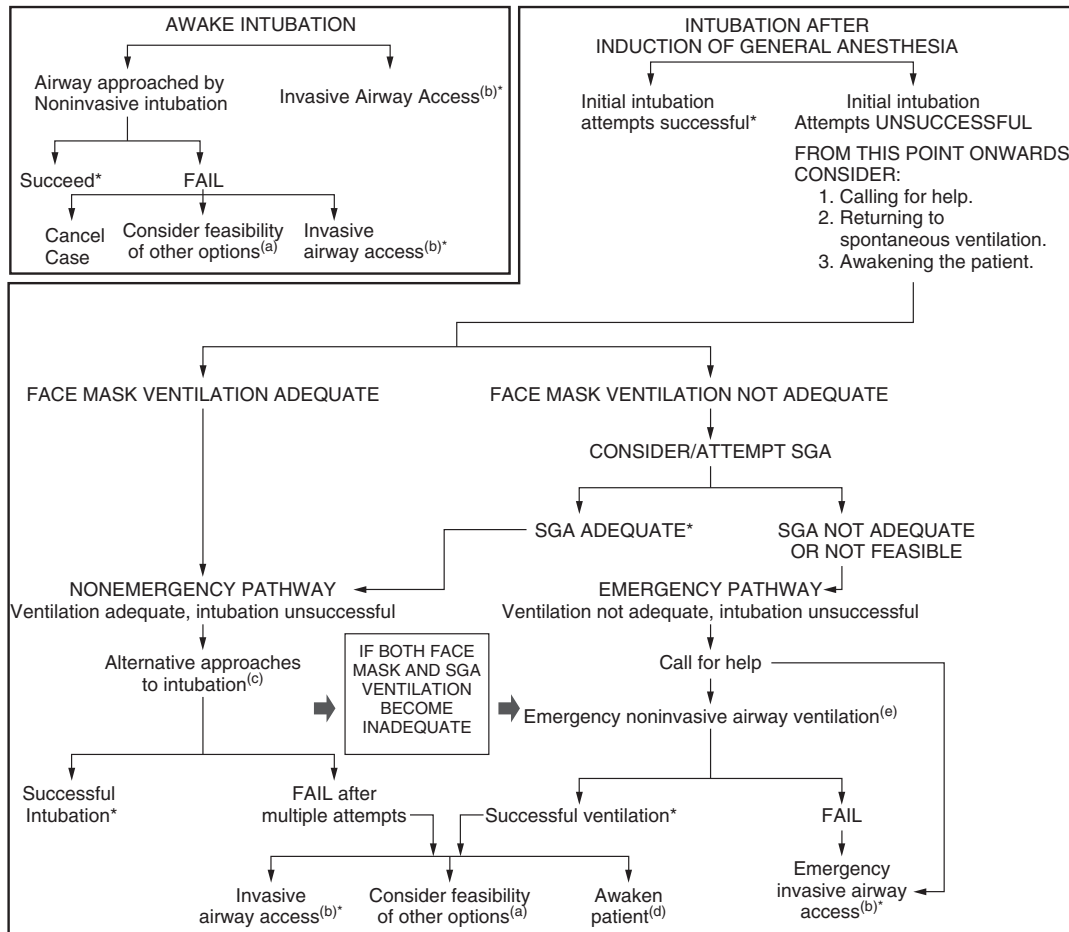 AWAKE INTUBATION
Airway approached by
Noninvasive intubation
Invasive Airway Access(b)*
Succeed*
FAIL
Cancel
Case
Consider feasibility
of other options(a)
Invasive
airway access(b)*
INTUBATION AFTER
INDUCTION OF GENERAL ANESTHESIA
Initial intubation
attempts successful*
Initial intubation
Attempts UNSUCCESSFUL
FROM THIS POINT ONWARDS
CONSIDER:
1. Calling for help.
2. Returning to
spontaneous ventilation.
3. Awakening the patient.
FACE MASK VENTILATION ADEQUATE
FACE MASK VENTILATION NOT ADEQUATE
CONSIDER/ATTEMPT SGA
SGA ADEQUATE*
SGA NOT ADEQUATE
OR NOT FEASIBLE
NONEMERGENCY PATHWAY
Ventilation adequate, intubation unsuccessful
EMERGENCY PATHWAY
Ventilation not adequate, intubation unsuccessful
Alternative approaches
to intubation(c)
IF BOTH FACE
MASK AND SGA
VENTILATION
BECOME
INADEQUATE
Call for help
Emergency noninvasive airway ventilation(e)
Successful
Intubation*
FAIL after
multiple attempts
Successful ventilation*
FAIL
Invasive
airway access(b)*
Consider feasibility
of other options(a)
Awaken
patient(d)
Emergency
invasive airway
access(b)*